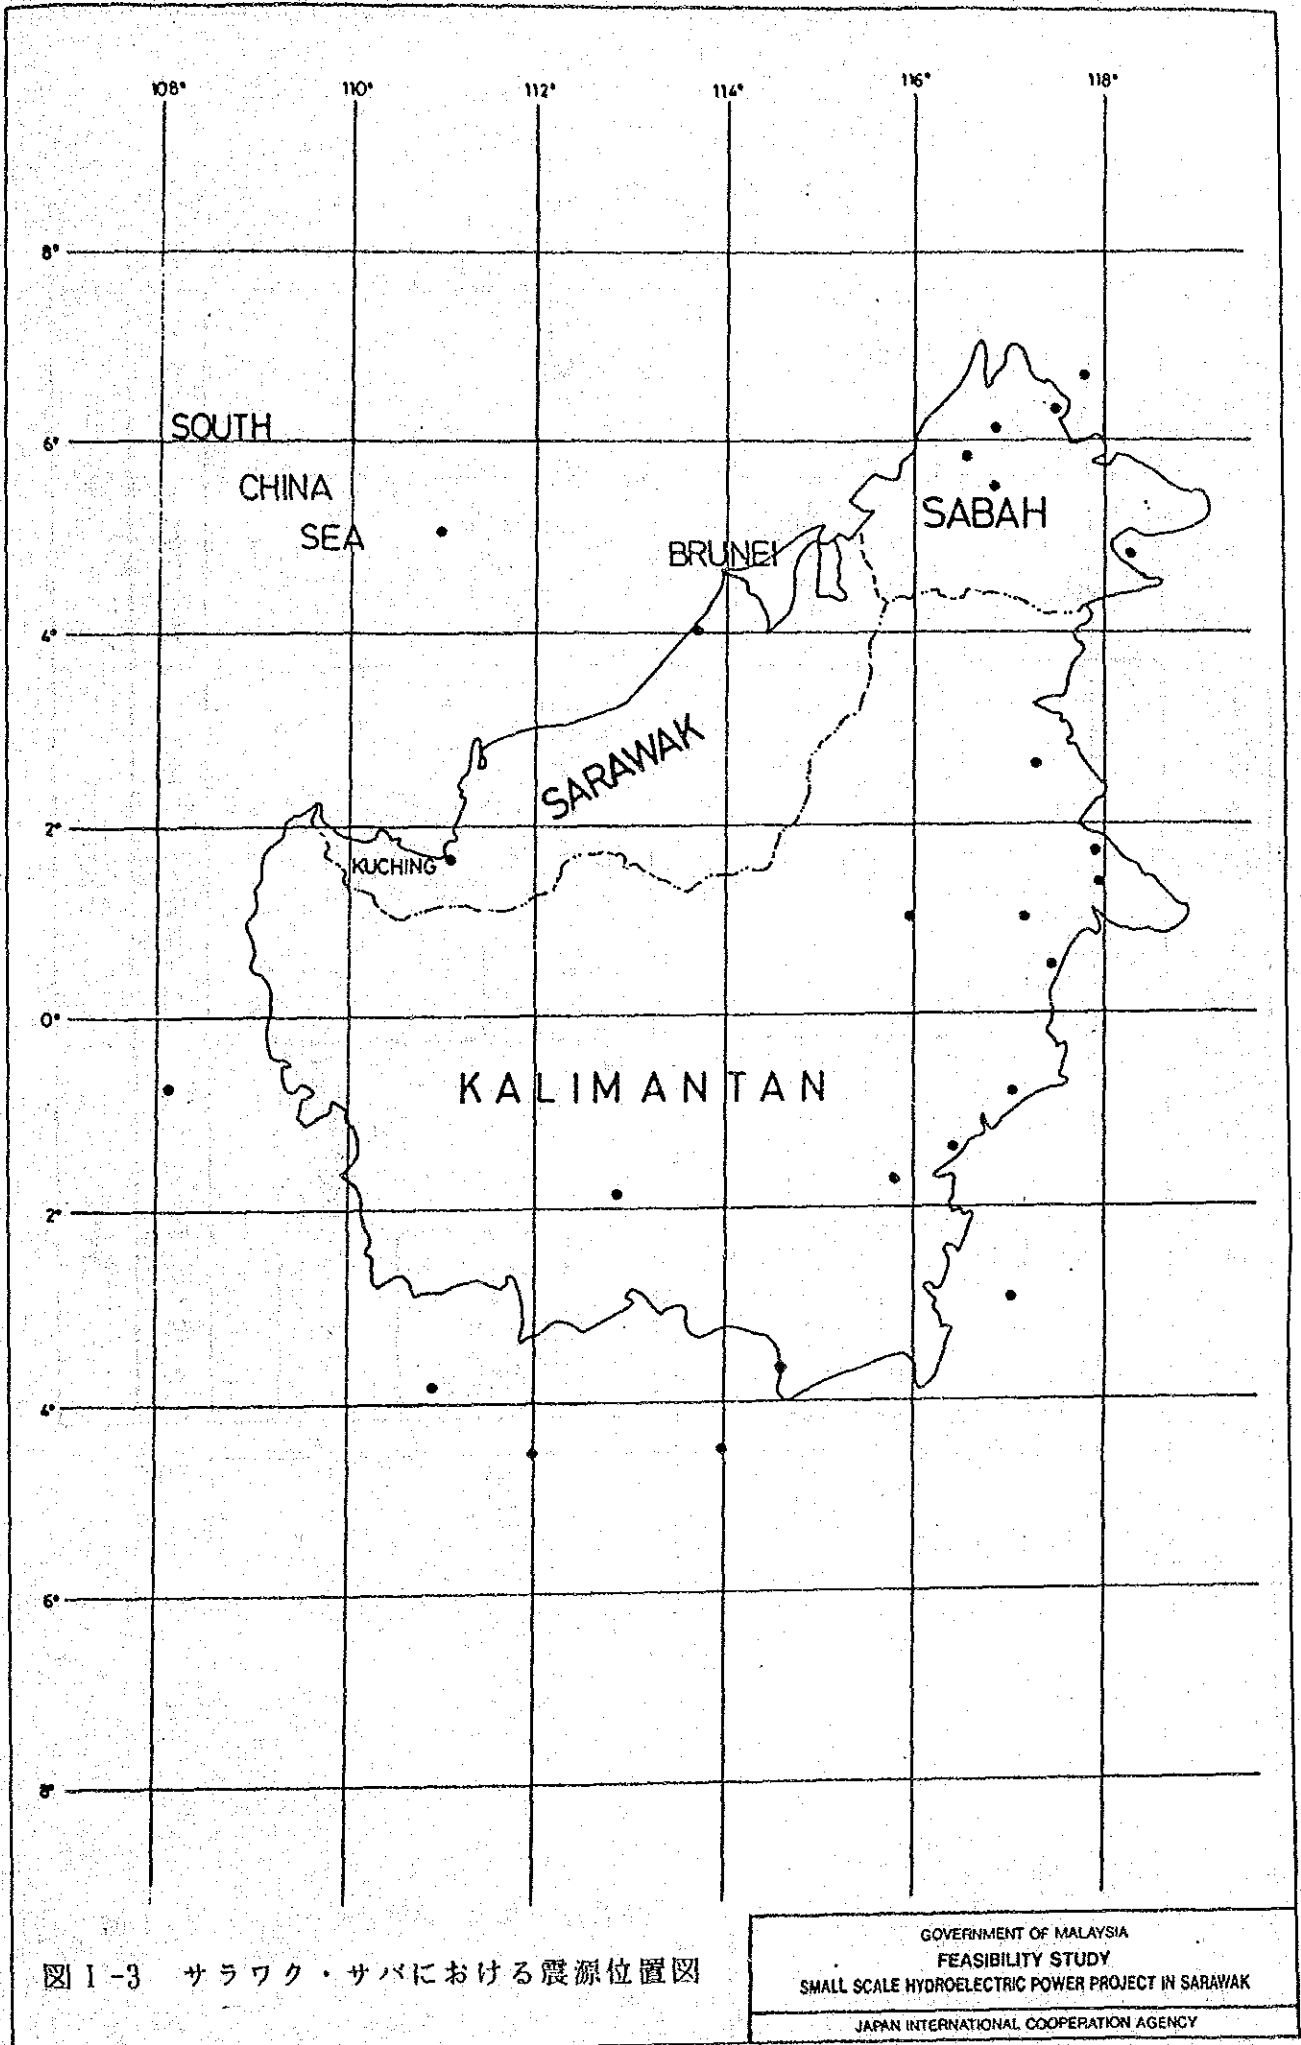 108° 110° 112° 114° 116° 118°
8°
SOUTH
6°
CHINA
SABAH
SEA
BRUNEI
4°
SARAWAK
2°
KUCHING
0°
KALIMANTAN
2°
4°
6°
8°
図 I-3 サラワク・サバにおける震源位置図
GOVERNMENT OF MALAYSIA
FEASIBILITY STUDY
SMALL SCALE HYDROELECTRIC POWER PROJECT IN SARAWAK
JAPAN INTERNATIONAL COOPERATION AGENCY